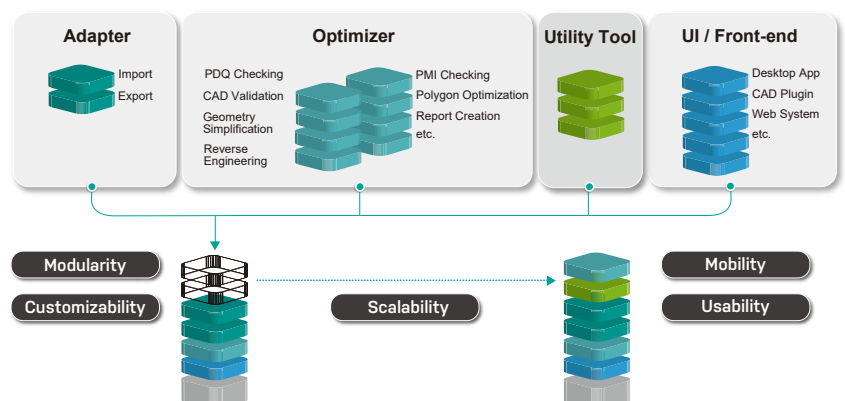 Adapter
Import
Export
Optimizer
PDQ Checking
CAD Validation
Geometry
Simplification
Reverse
Engineering
PMI Checking
Polygon Optimization
Report Creation
etc.
Utility Tool
UI / Front-end
Desktop App
CAD Plugin
Web System
etc.
Modularity
Customizability
Scalability
Mobility
Usability